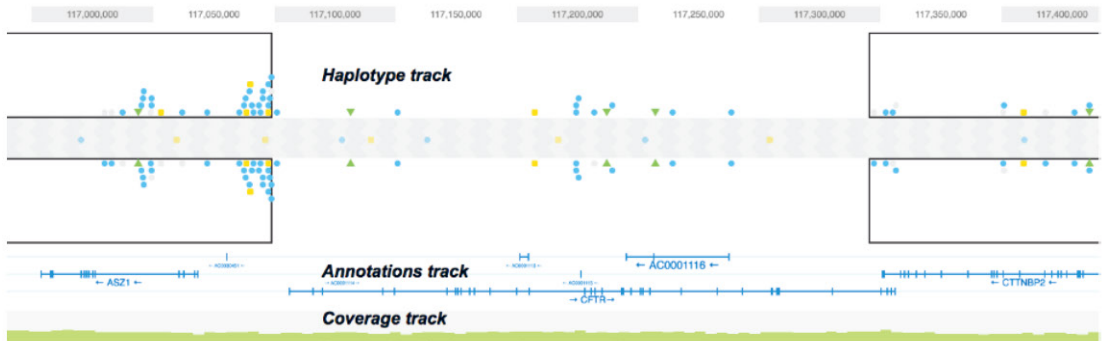 117,000,000 117,050,000 117,100,000 117,150,000 117,200,000 117,250,000 117,300,000 117,350,000 117,400,000
Haplotype track
Annotations track
← AC0001116 →
← ASZ1 ← CFTR → ← CTTNBP2 ←
Coverage track